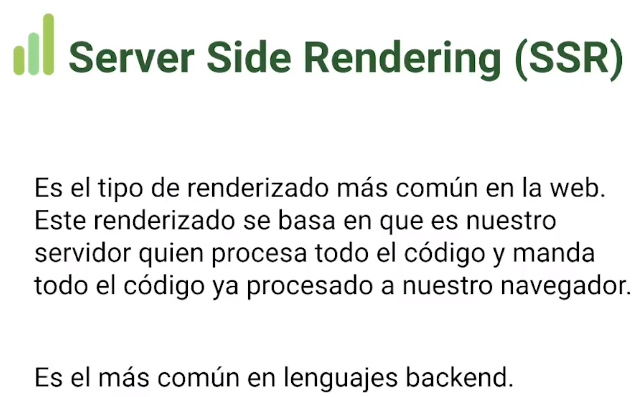 Server Side Rendering (SSR)
Es el tipo de renderizado más común en la web.
Este renderizado se basa en que es nuestro
servidor quien procesa todo el código y manda
todo el código ya procesado a nuestro navegador.
Es el más común en lenguajes backend.